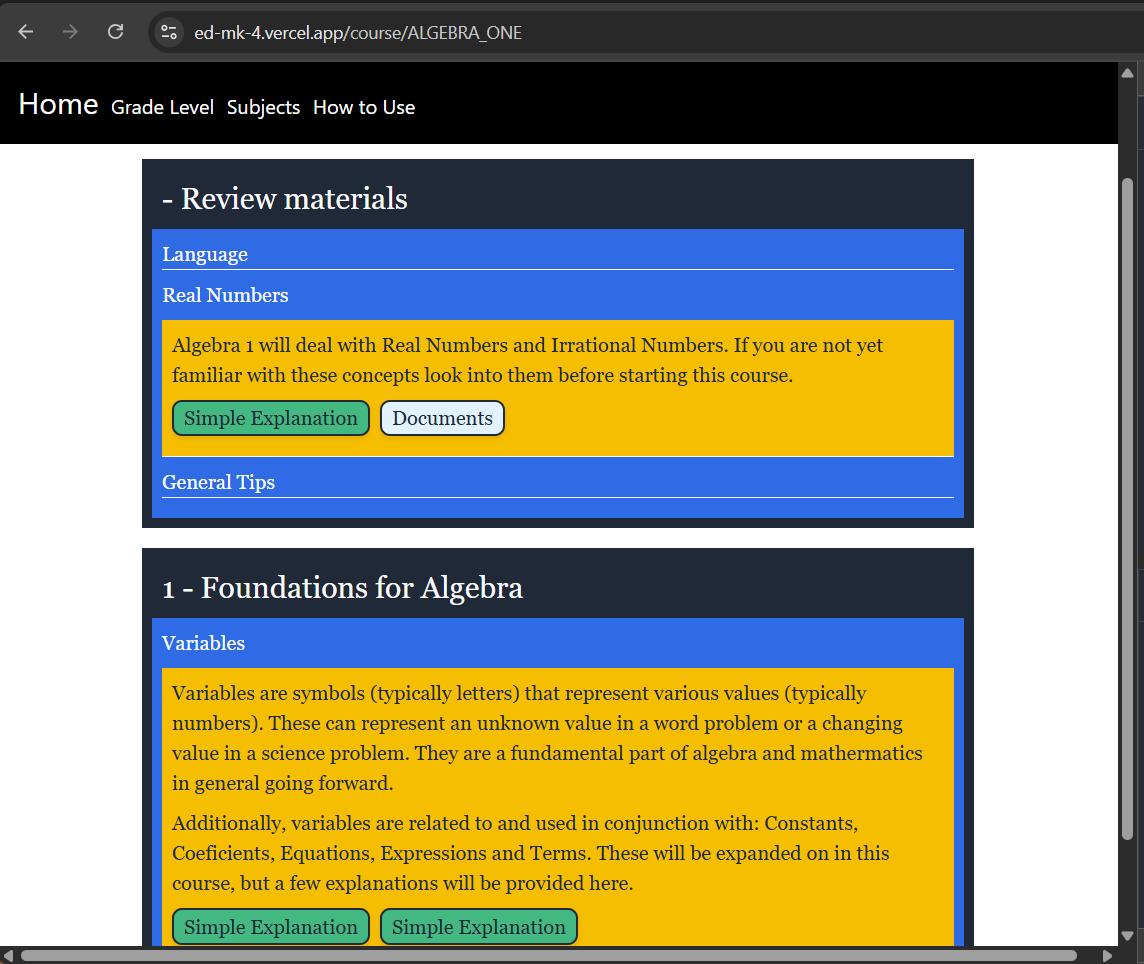 ed-mk-4.vercel.app/course/ALGEBRA_ONE
Home Grade Level Subjects How to Use
- Review materials
Language
Real Numbers
Algebra 1 will deal with Real Numbers and Irrational Numbers. If you are not yet
familiar with these concepts look into them before starting this course.
Simple Explanation Documents
General Tips
1 - Foundations for Algebra
Variables
Variables are symbols (typically letters) that represent various values (typically
numbers). These can represent an unknown value in a word problem or a changing
value in a science problem. They are a fundamental part of algebra and mathermatics
in general going forward.
Additionally, variables are related to and used in conjunction with: Constants,
Coeficients, Equations, Expressions and Terms. These will be expanded on in this
course, but a few explanations will be provided here.
Simple Explanation Simple Explanation